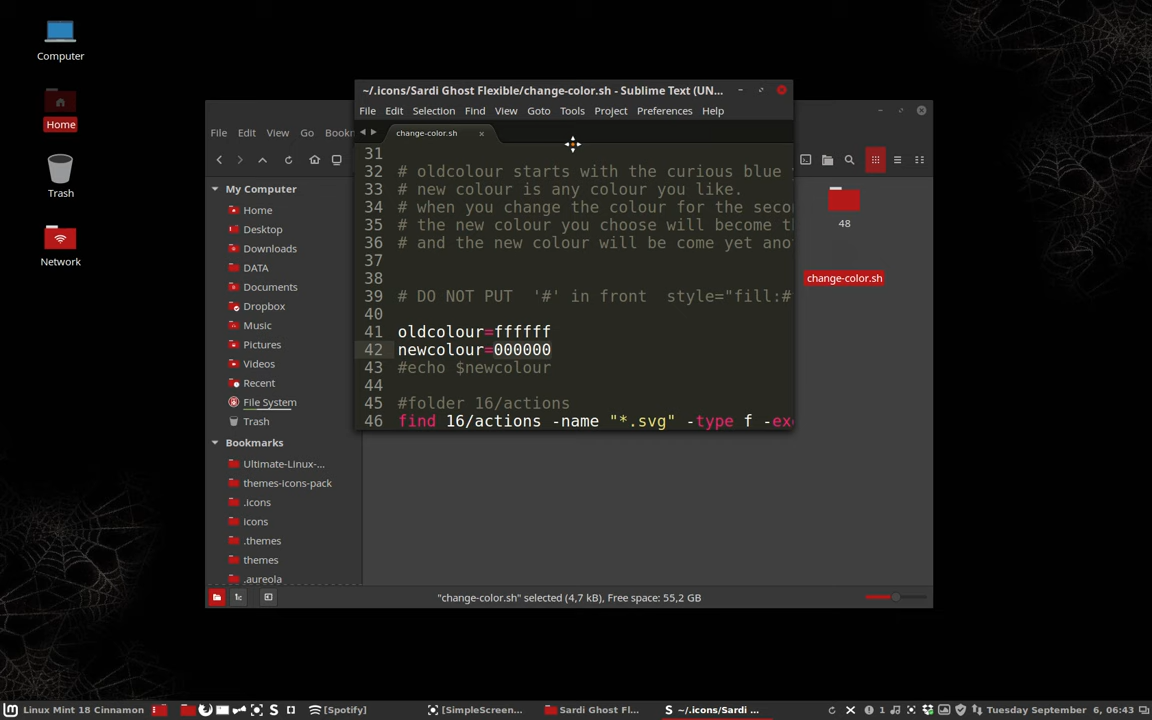 Computer
Home
Trash
Network
~/.icons/Sardi Ghost Flexible/change-color.sh - Sublime Text (UN...
File Edit Selection Find View Goto Tools Project Preferences Help
change-color.sh
31
32 # oldcolour starts with the curious blue
33 # new colour is any colour you like.
34 # when you change the colour for the seco
35 # the new colour you choose will become t
36 # and the new colour will be come yet ano
37
38
39 # DO NOT PUT '#' in front style="fill:#
40
41 oldcolour=ffffff
42 newcolour=000000
43 #echo $newcolour
44
45 #folder 16/actions
46 find 16/actions -name "*.svg" -type f -exe
File Edit View Go Bookn
My Computer
Home
Desktop
Downloads
DATA
Documents
Dropbox
Music
Pictures
Videos
Recent
File System
Trash
Bookmarks
Ultimate-Linux-...
themes-icons-pack
.icons
icons
.themes
themes
.aureola
48
change-color.sh
"change-color.sh" selected (4,7 kB), Free space: 55,2 GB
Linux Mint 18 Cinnamon
[Spotify]
[SimpleScreen...
Sardi Ghost Fl...
~/.icons/Sardi ...
1
Tuesday September 6, 06:43